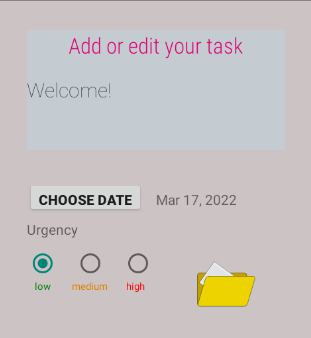 Add or edit your task
Welcome!
CHOOSE DATE Mar 17, 2022
Urgency
low medium high